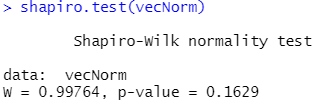 > shapiro.test(vecNorm)
Shapiro-Wilk normality test
data:  vecNorm
W = 0.99764, p-value = 0.1629